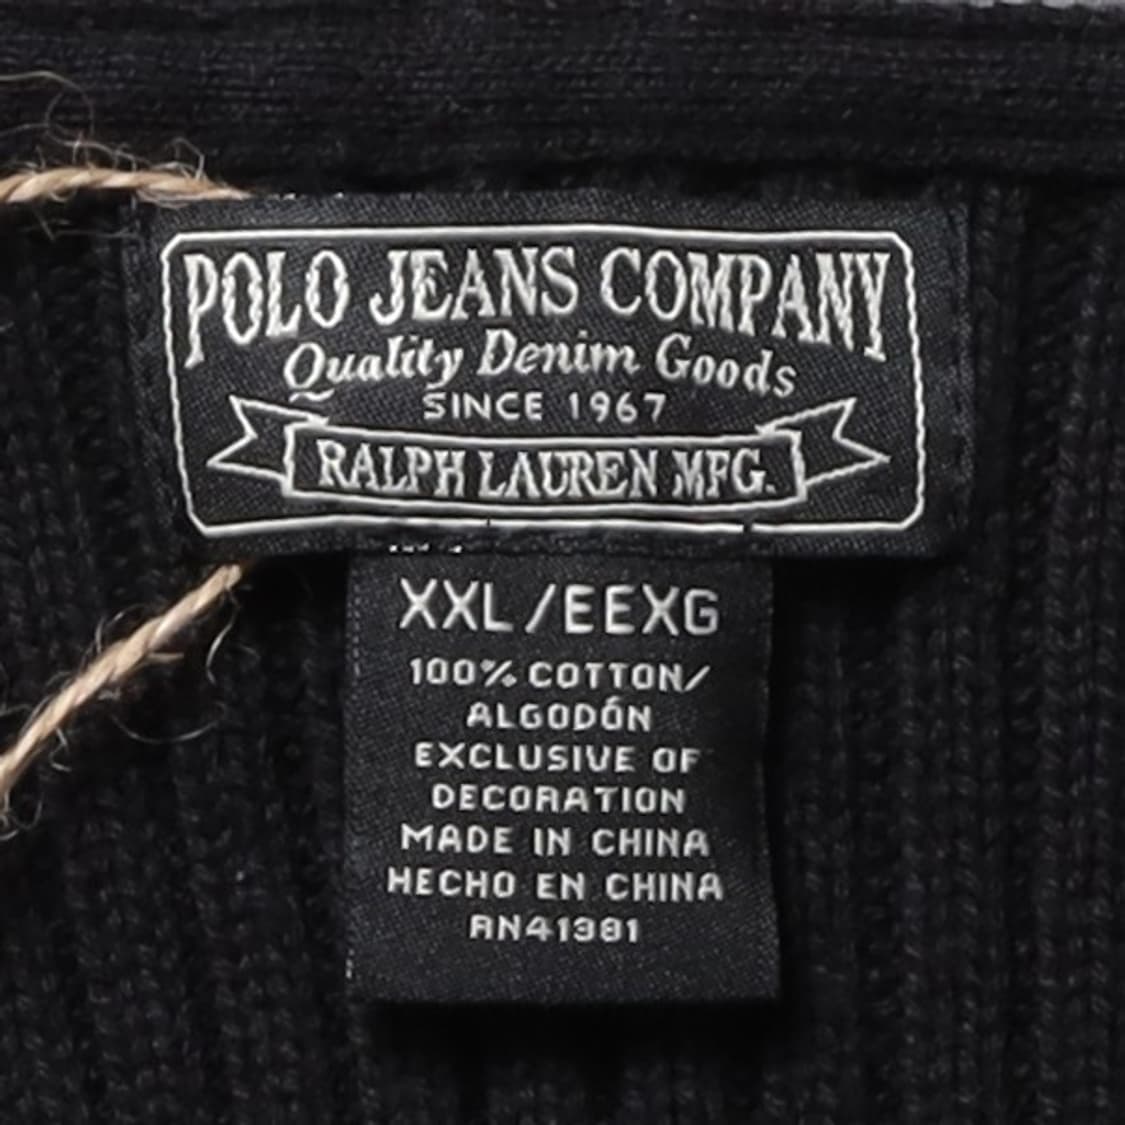 POLO JEANS COMPANY
Quality Denim Goods
SINCE 1967
RALPH LAUREN MFG.
XXL/EEXG
100% COTTON/
ALGODÓN
EXCLUSIVE OF
DECORATION
MADE IN CHINA
HECHO EN CHINA
RN41381